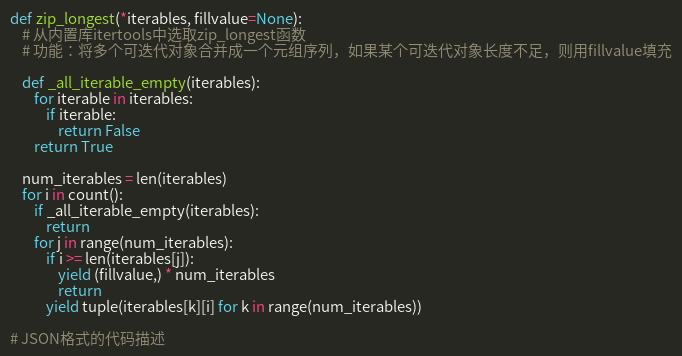 def zip_longest(*iterables, fillvalue=None):
    # 从内置库itertools中选取zip_longest函数
    # 功能：将多个可迭代对象合并成一个元组序列，如果某个可迭代对象长度不足，则用fillvalue填充
    def _all_iterable_empty(iterables):
        for iterable in iterables:
            if iterable:
                return False
        return True
    num_iterables = len(iterables)
    for i in count():
        if _all_iterable_empty(iterables):
            return
        for j in range(num_iterables):
            if i >= len(iterables[j]):
                yield (fillvalue,) * num_iterables
                return
            yield tuple(iterables[k][i] for k in range(num_iterables))
# JSON格式的代码描述